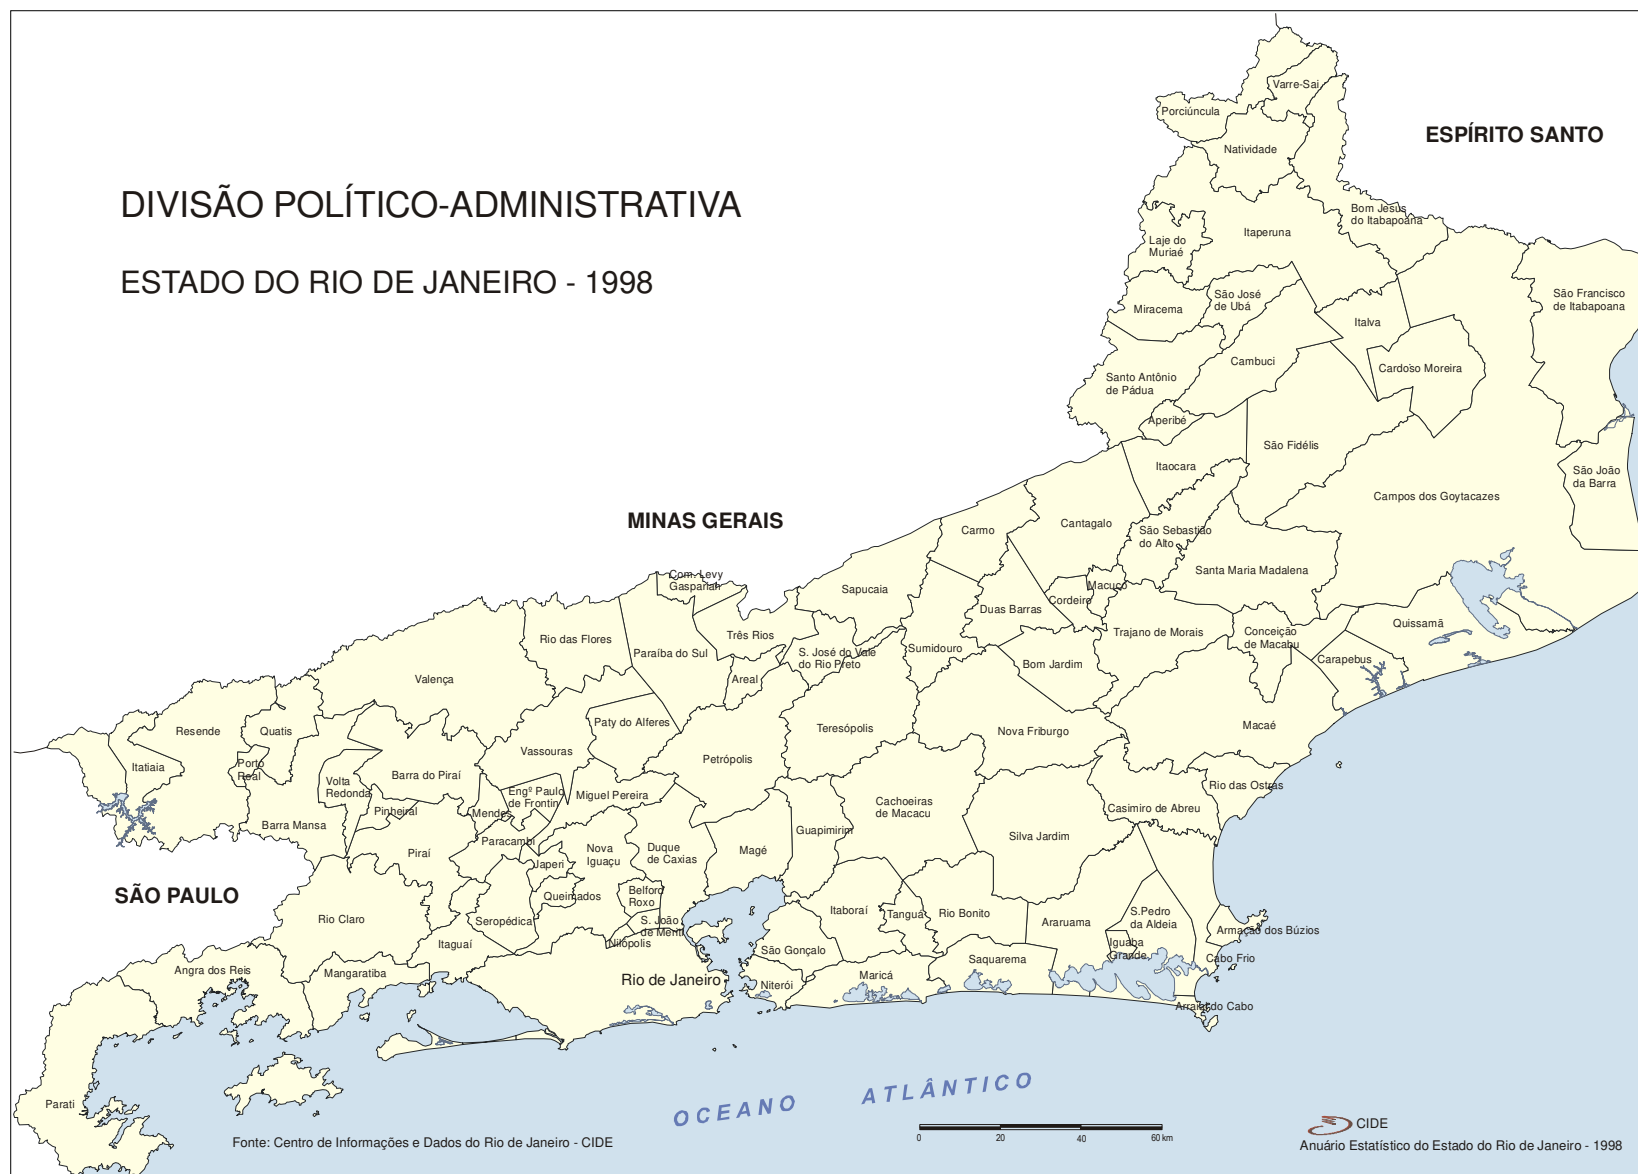 DIVISÃO POLÍTICO-ADMINISTRATIVA
ESTADO DO RIO DE JANEIRO - 1998
ESPÍRITO SANTO
MINAS GERAIS
SÃO PAULO
Varre-Sai
Porciúncula
Natividade
Bom Jesus
do Itabapoana
Itaperuna
Laje do
Muriaé
São José
de Ubá
Miracema
Italva
São Francisco
de Itabapoana
Cambuci
Cardoso Moreira
Santo Antônio
de Pádua
Aperibé
São Fidélis
Itaocara
São João
da Barra
Campos dos Goytacazes
Carmo
Cantagalo
São Sebastião
do Alto
Santa Maria Madalena
Com. Levy
Gasparian
Sapucaia
Macuco
Cordeiro
Duas Barras
Trajano de Morais
Conceição
de Macabu
Quissamã
Carapebus
Rio das Flores
Três Rios
Paraíba do Sul
S. José do Vale
do Rio Preto
Sumidouro
Bom Jardim
Valença
Areal
Resende
Quatis
Paty do Alferes
Teresópolis
Nova Friburgo
Macaé
Vassouras
Petrópolis
Itatiaia
Porto
Real
Volta
Redonda
Barra do Piraí
Engº Paulo
de Frontin
Miguel Pereira
Rio das Ostras
Cachoeiras
de Macacu
Casimiro de Abreu
Pinheiral
Mendes
Barra Mansa
Guapimirim
Silva Jardim
Paracambi
Piraí
Japeri
Nova
Iguaçu
Duque
de Caxias
Magé
Queimados
Belford
Roxo
Rio Claro
Seropédica
Itaboraí
Tanguá
Rio Bonito
Araruama
S.Pedro
da Aldeia
S. João
de Meriti
Nilópolis
Itaguaí
São Gonçalo
Iguaba
Grande
Armação dos Búzios
Cabo Frio
Saquarema
Angra dos Reis
Mangaratiba
Rio de Janeiro
Niterói
Maricá
Arraial do Cabo
Parati
OCEANO ATLÂNTICO
0 20 40 60 km
Fonte: Centro de Informações e Dados do Rio de Janeiro - CIDE
CIDE
Anuário Estatístico do Estado do Rio de Janeiro - 1998